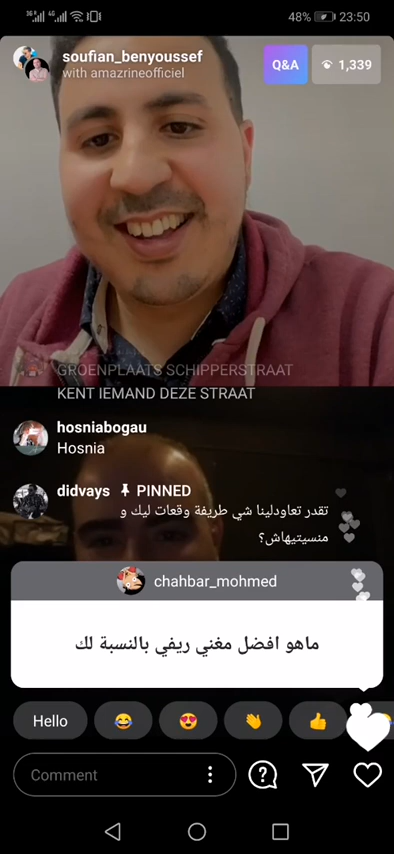 48% 23:50
soufian_benyoussef
with amazrineofficiel
Q&A
1,339
GROENPLAATS SCHIPPERSTRAAT
KENT IEMAND DEZE STRAAT
hosniabogau
Hosnia
didvays PINNED
تقدر تعاودلينا شي طريفة وقعات ليك و
منسيتيهاش؟
chahbar_mohmed
ماهو افضل مغني ريفي بالنسبة لك
Hello
Comment